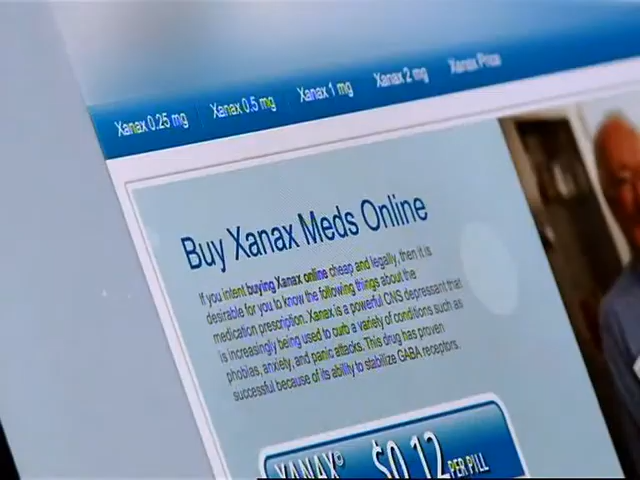 Xanax 0.25 mg Xanax 0.5 mg Xanax 1 mg Xanax 2 mg Xanax Price
Buy Xanax Meds Online
If you intent buying Xanax online cheap and legally, then it is
desirable for you to know the following things about the
medication prescription. Xanax is a powerful CNS depressant that
is increasingly being used to curb a variety of conditions such as
phobias, anxiety, and panic attacks. This drug has proven
successful because of its ability to stabilize GABA receptors.
XANAX© $0.12 PER PILL